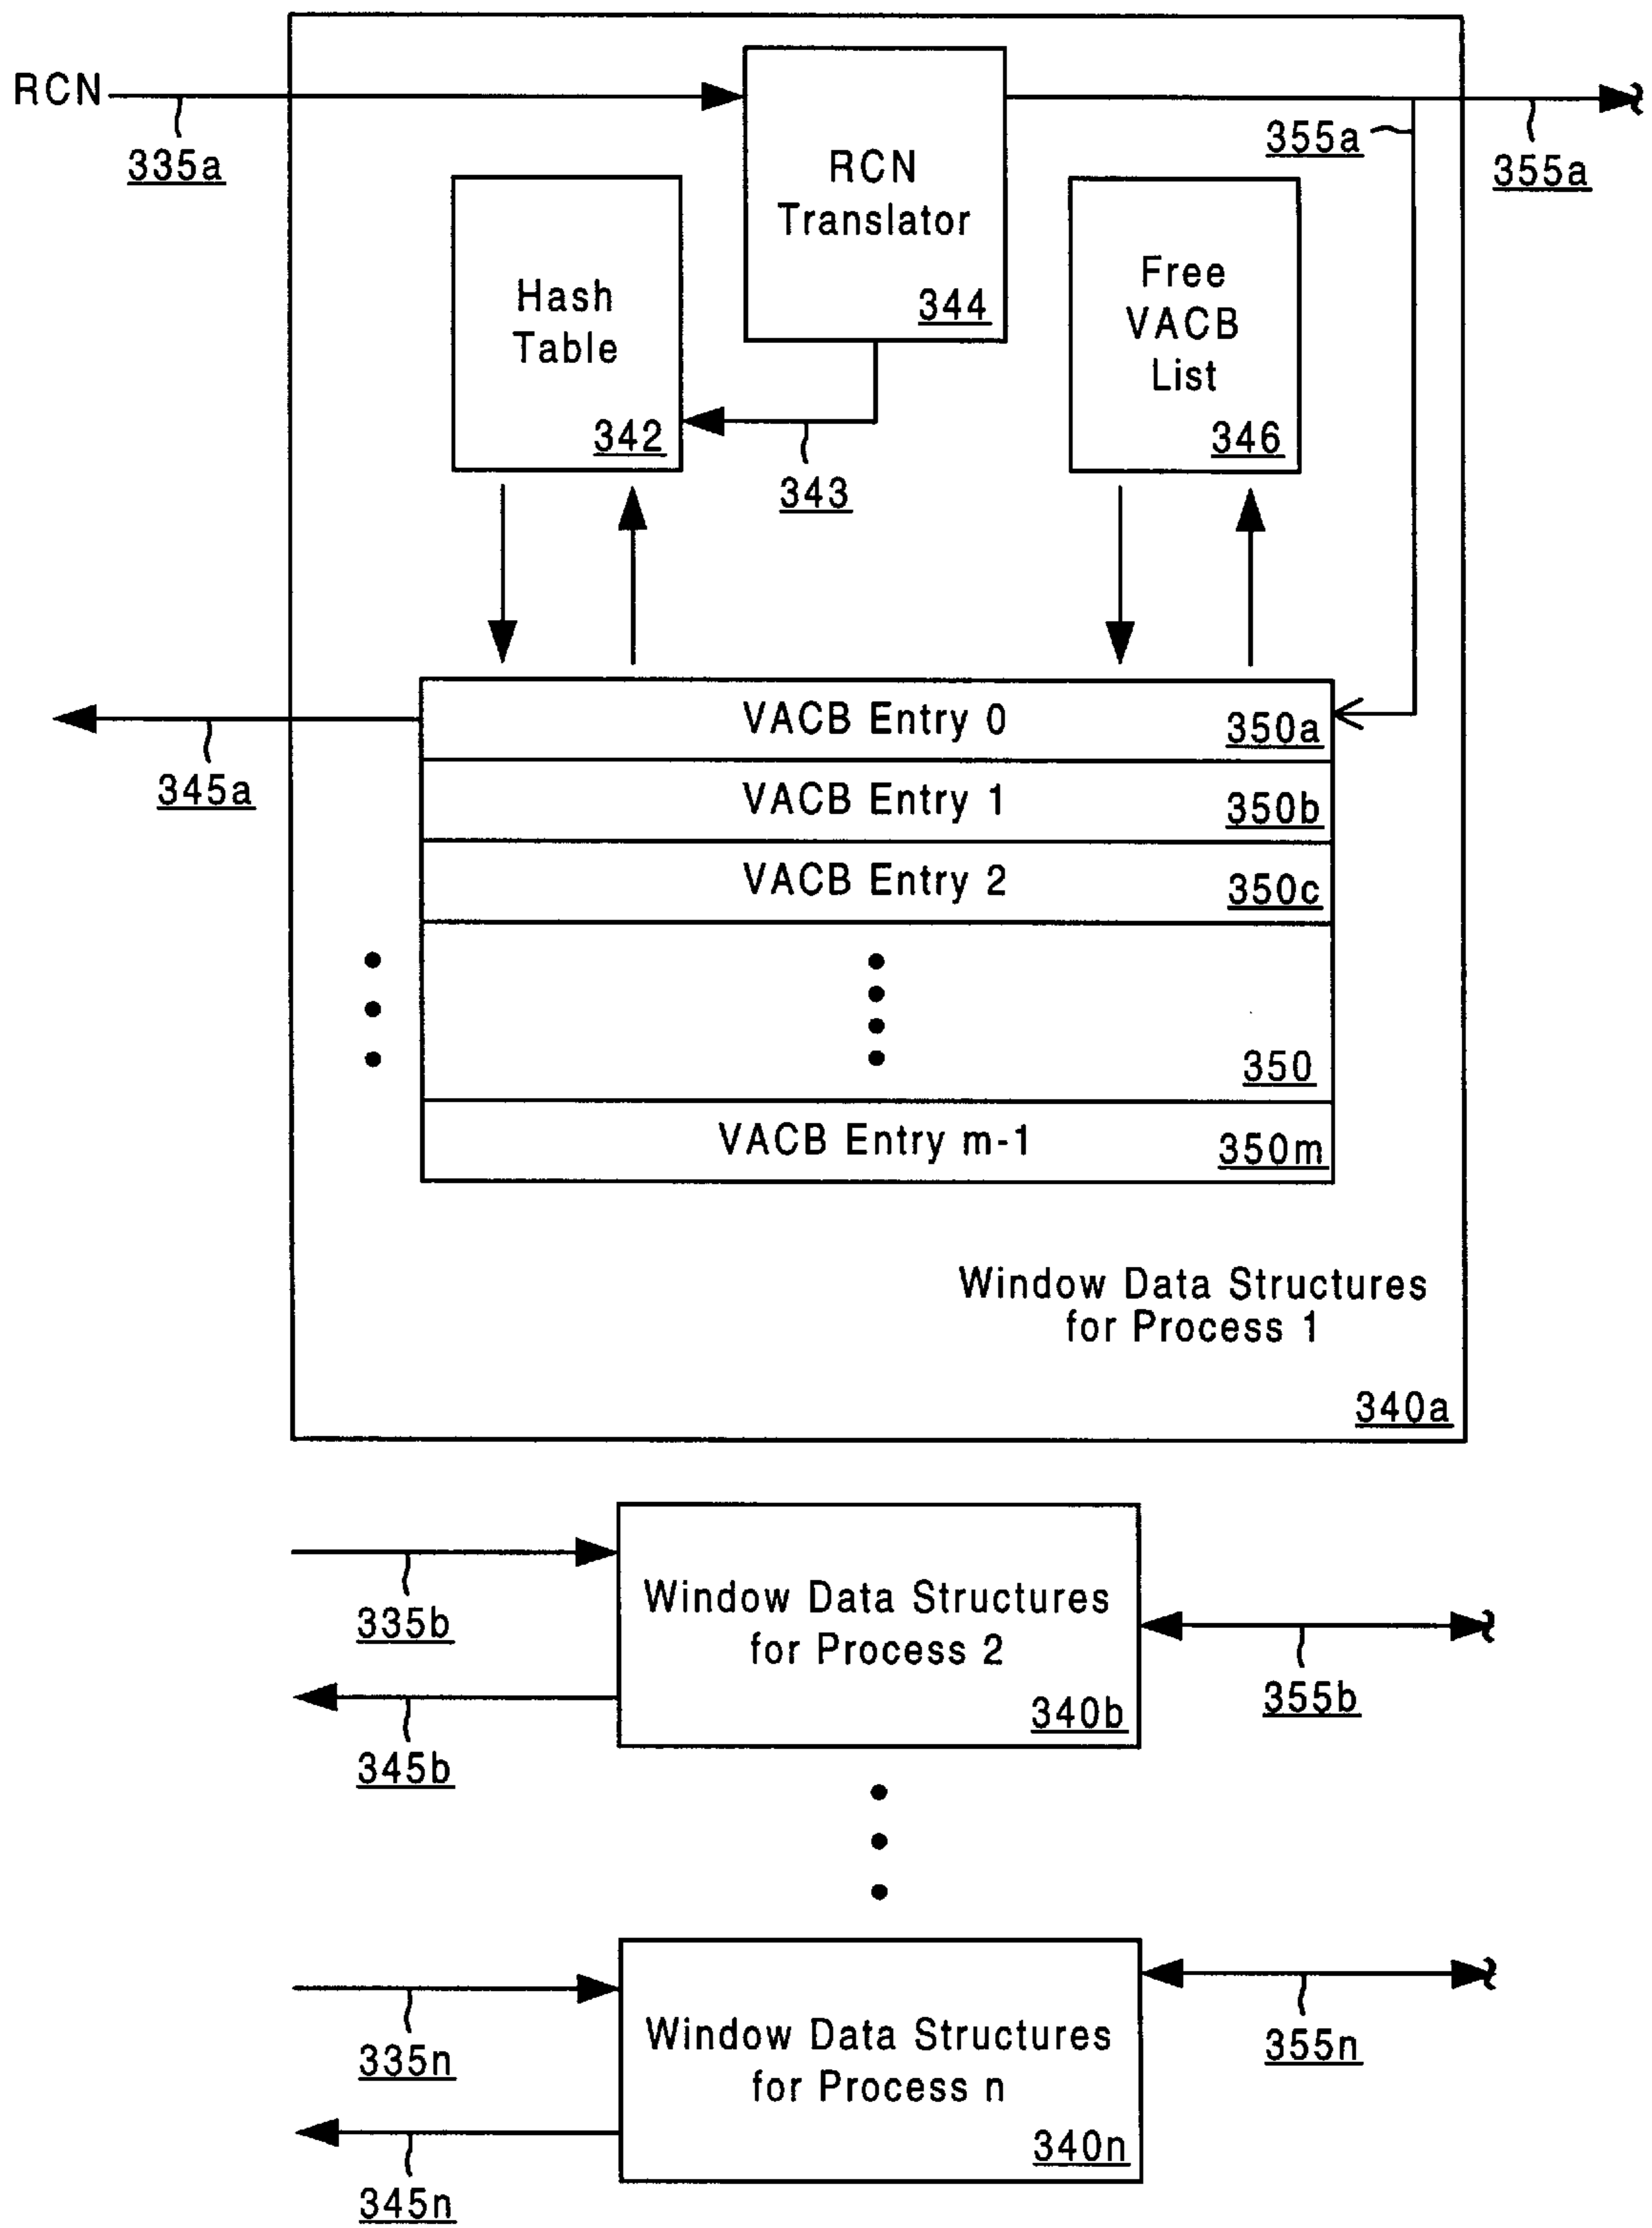 RCN
335a
RCN
Translator
344
355a
355a
Hash
Table
342
343
Free
VACB
List
346
345a
VACB Entry 0
350a
VACB Entry 1
350b
VACB Entry 2
350c
350
VACB Entry m-1
350m
Window Data Structures
for Process 1
340a
335b
345b
Window Data Structures
for Process 2
340b
355b
335n
345n
Window Data Structures
for Process n
340n
355n